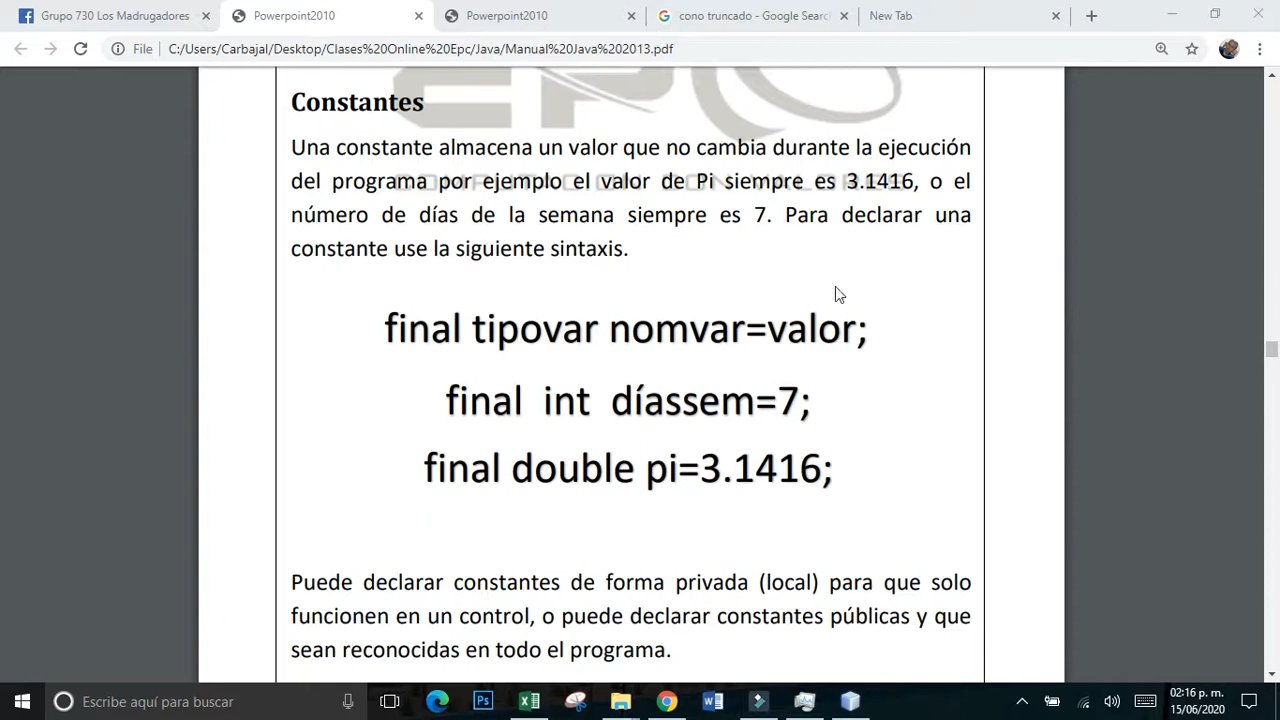 Grupo 730 Los Madrugadores
Powerpoint2010
Powerpoint2010
cono truncado - Google Searc
New Tab
File
C:/Users/Carbajal/Desktop/Clases%20Online%20Epc/Java/Manual%20Java%202013.pdf
EPC
COMPUTACION CON VALORES
Constantes
Una constante almacena un valor que no cambia durante la ejecución
del programa por ejemplo el valor de Pi siempre es 3.1416, o el
número de días de la semana siempre es 7. Para declarar una
constante use la siguiente sintaxis.
final tipovar nomvar=valor;
final int díassem=7;
final double pi=3.1416;
Puede declarar constantes de forma privada (local) para que solo
funcionen en un control, o puede declarar constantes públicas y que
sean reconocidas en todo el programa.
Escribe aquí para buscar
02:16 p. m.
15/06/2020